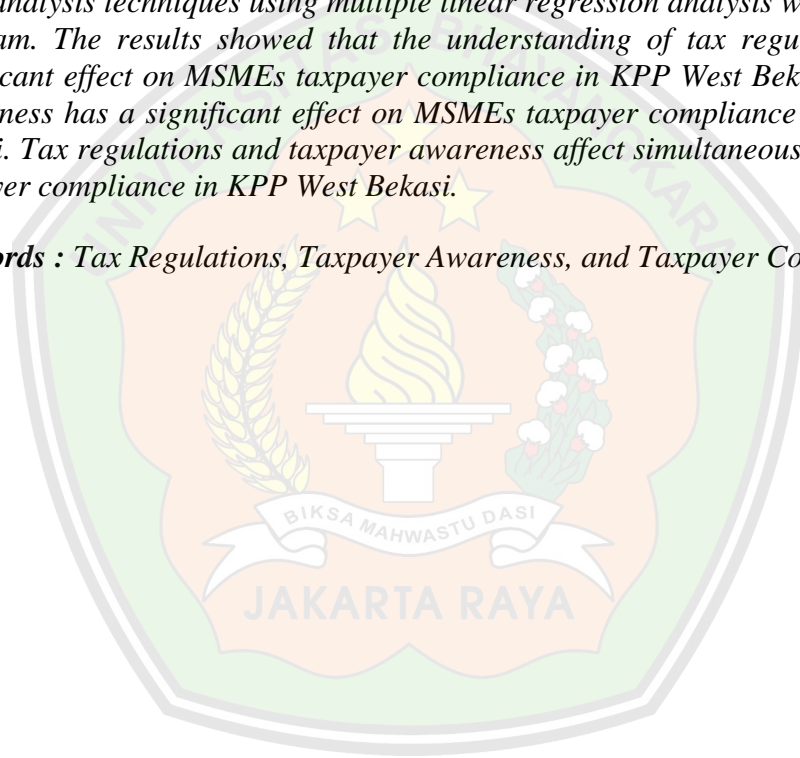 analysis techniques using multiple linear regression analysis
am. The results showed that the understanding of tax regu
cant effect on MSMEs taxpayer compliance in KPP West Bek
ness has a significant effect on MSMEs taxpayer compliance
i. Tax regulations and taxpayer awareness affect simultaneous
yer compliance in KPP West Bekasi.
ords : Tax Regulations, Taxpayer Awareness, and Taxpayer Co
UNIVERSITAS BHAYANGKARA
BIKSA MAHWASTU DASI
JAKARTA RAYA